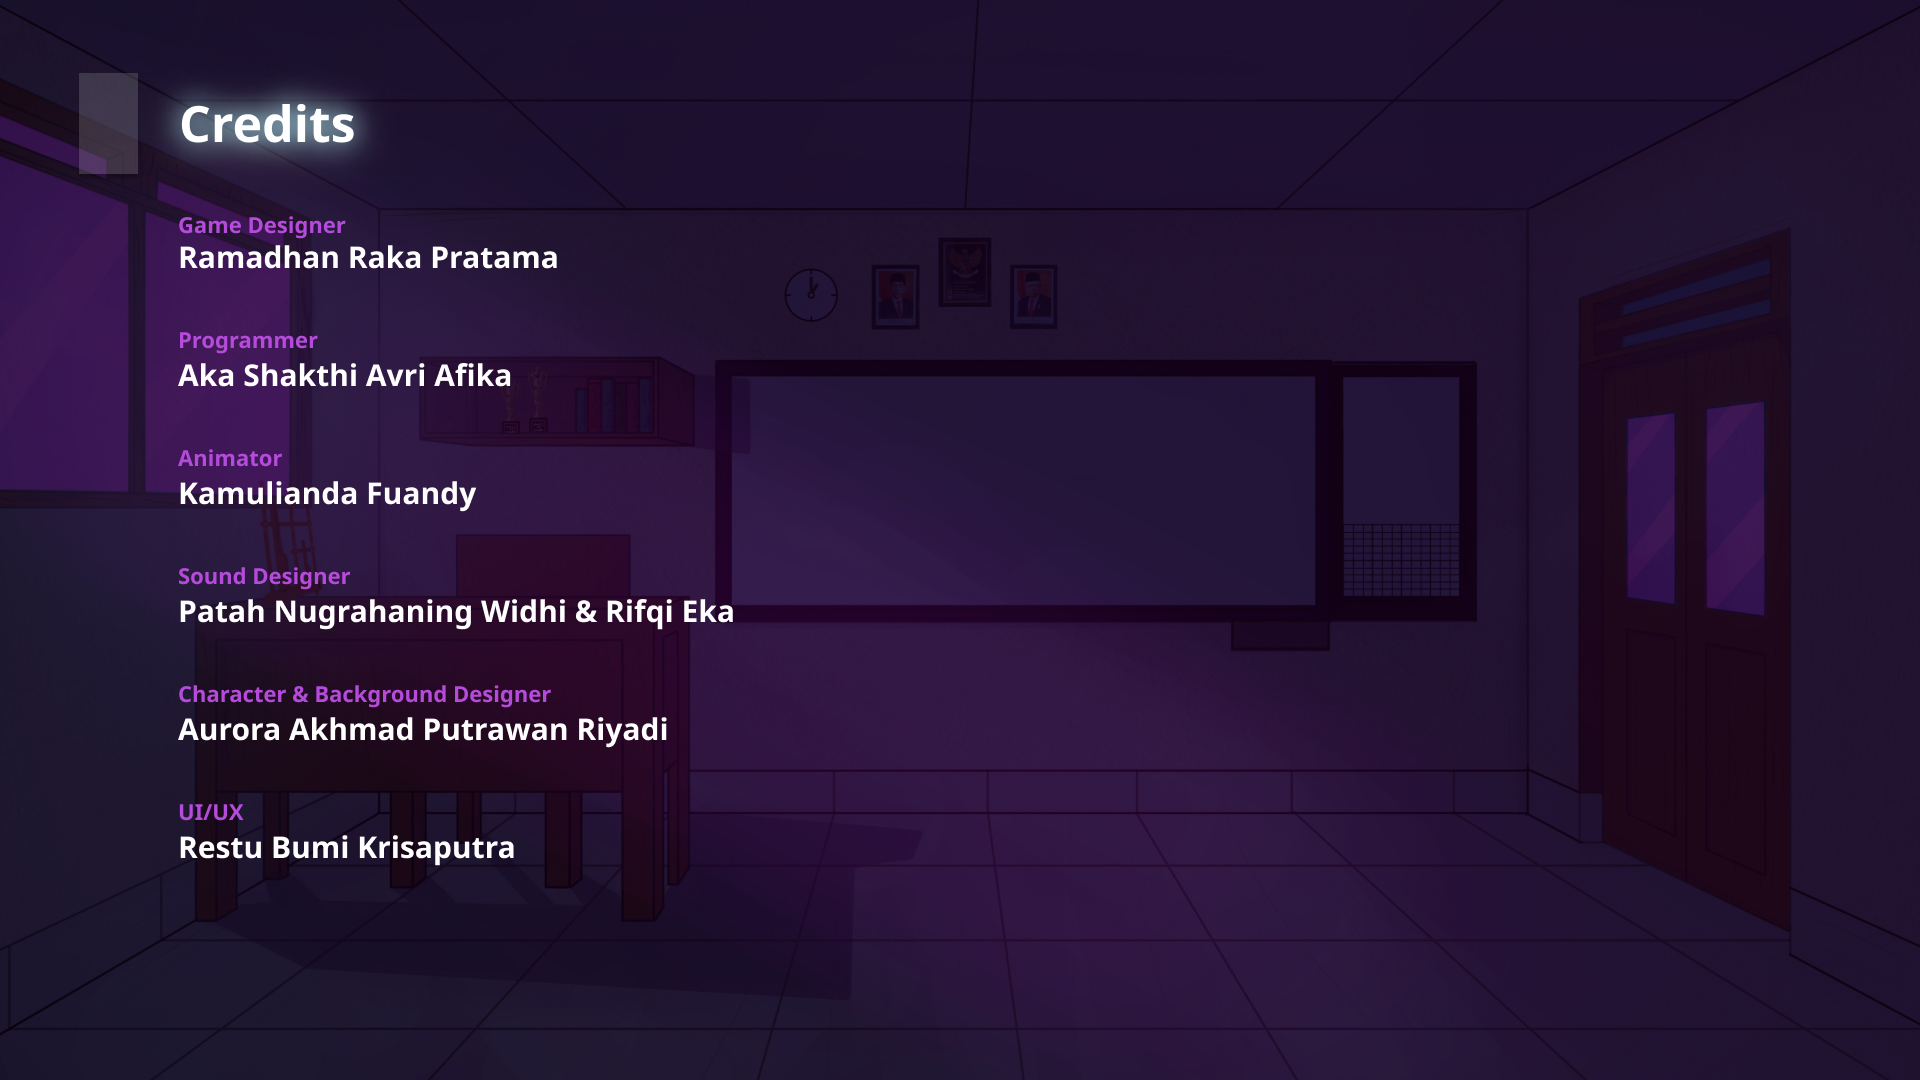 Credits
Game Designer
Ramadhan Raka Pratama
Programmer
Aka Shakthi Avri Afika
Animator
Kamulianda Fuandy
Sound Designer
Patah Nugrahaning Widhi & Rifqi Eka
Character & Background Designer
Aurora Akhmad Putrawan Riyadi
UI/UX
Restu Bumi Krisaputra